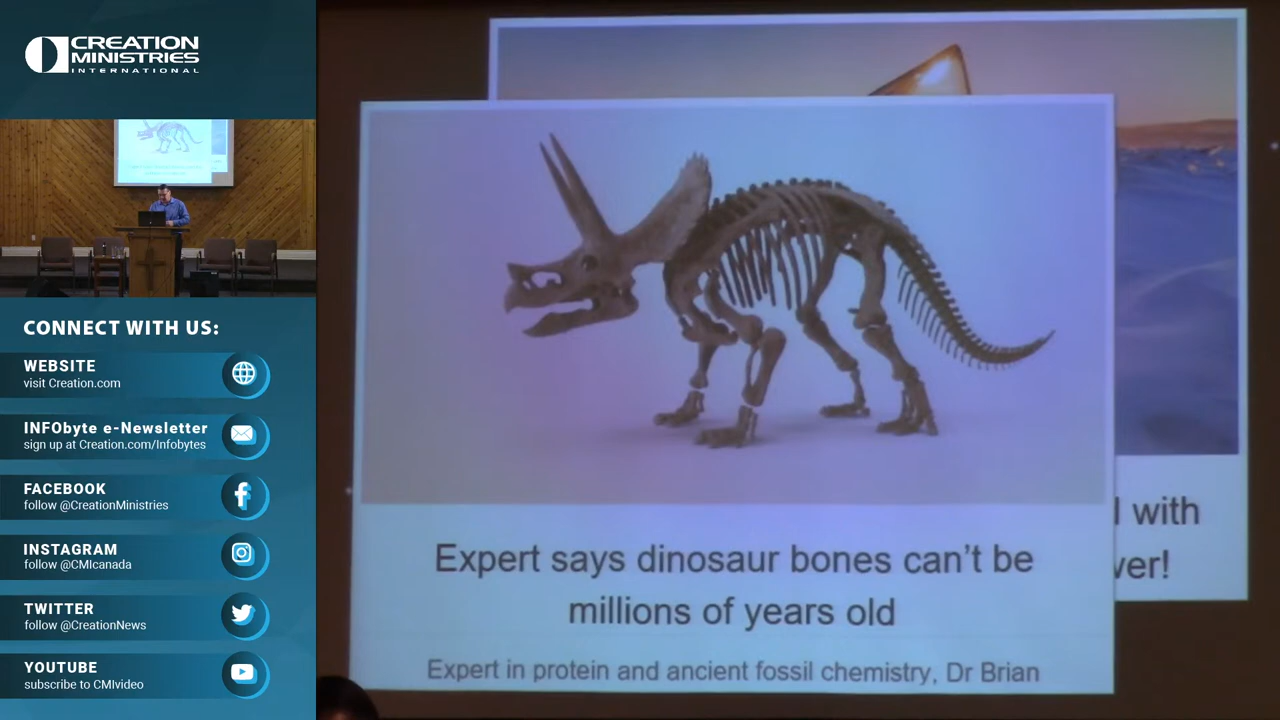 CREATION
MINISTRIES
INTERNATIONAL
CONNECT WITH US:
WEBSITE
visit Creation.com
INFObyte e-Newsletter
sign up at Creation.com/Infobytes
FACEBOOK
follow @CreationMinistries
INSTAGRAM
follow @CMIcanada
TWITTER
follow @CreationNews
YOUTUBE
subscribe to CMIvideo
with
Expert says dinosaur bones can't be
millions of years old
Expert in protein and ancient fossil chemistry, Dr Brian